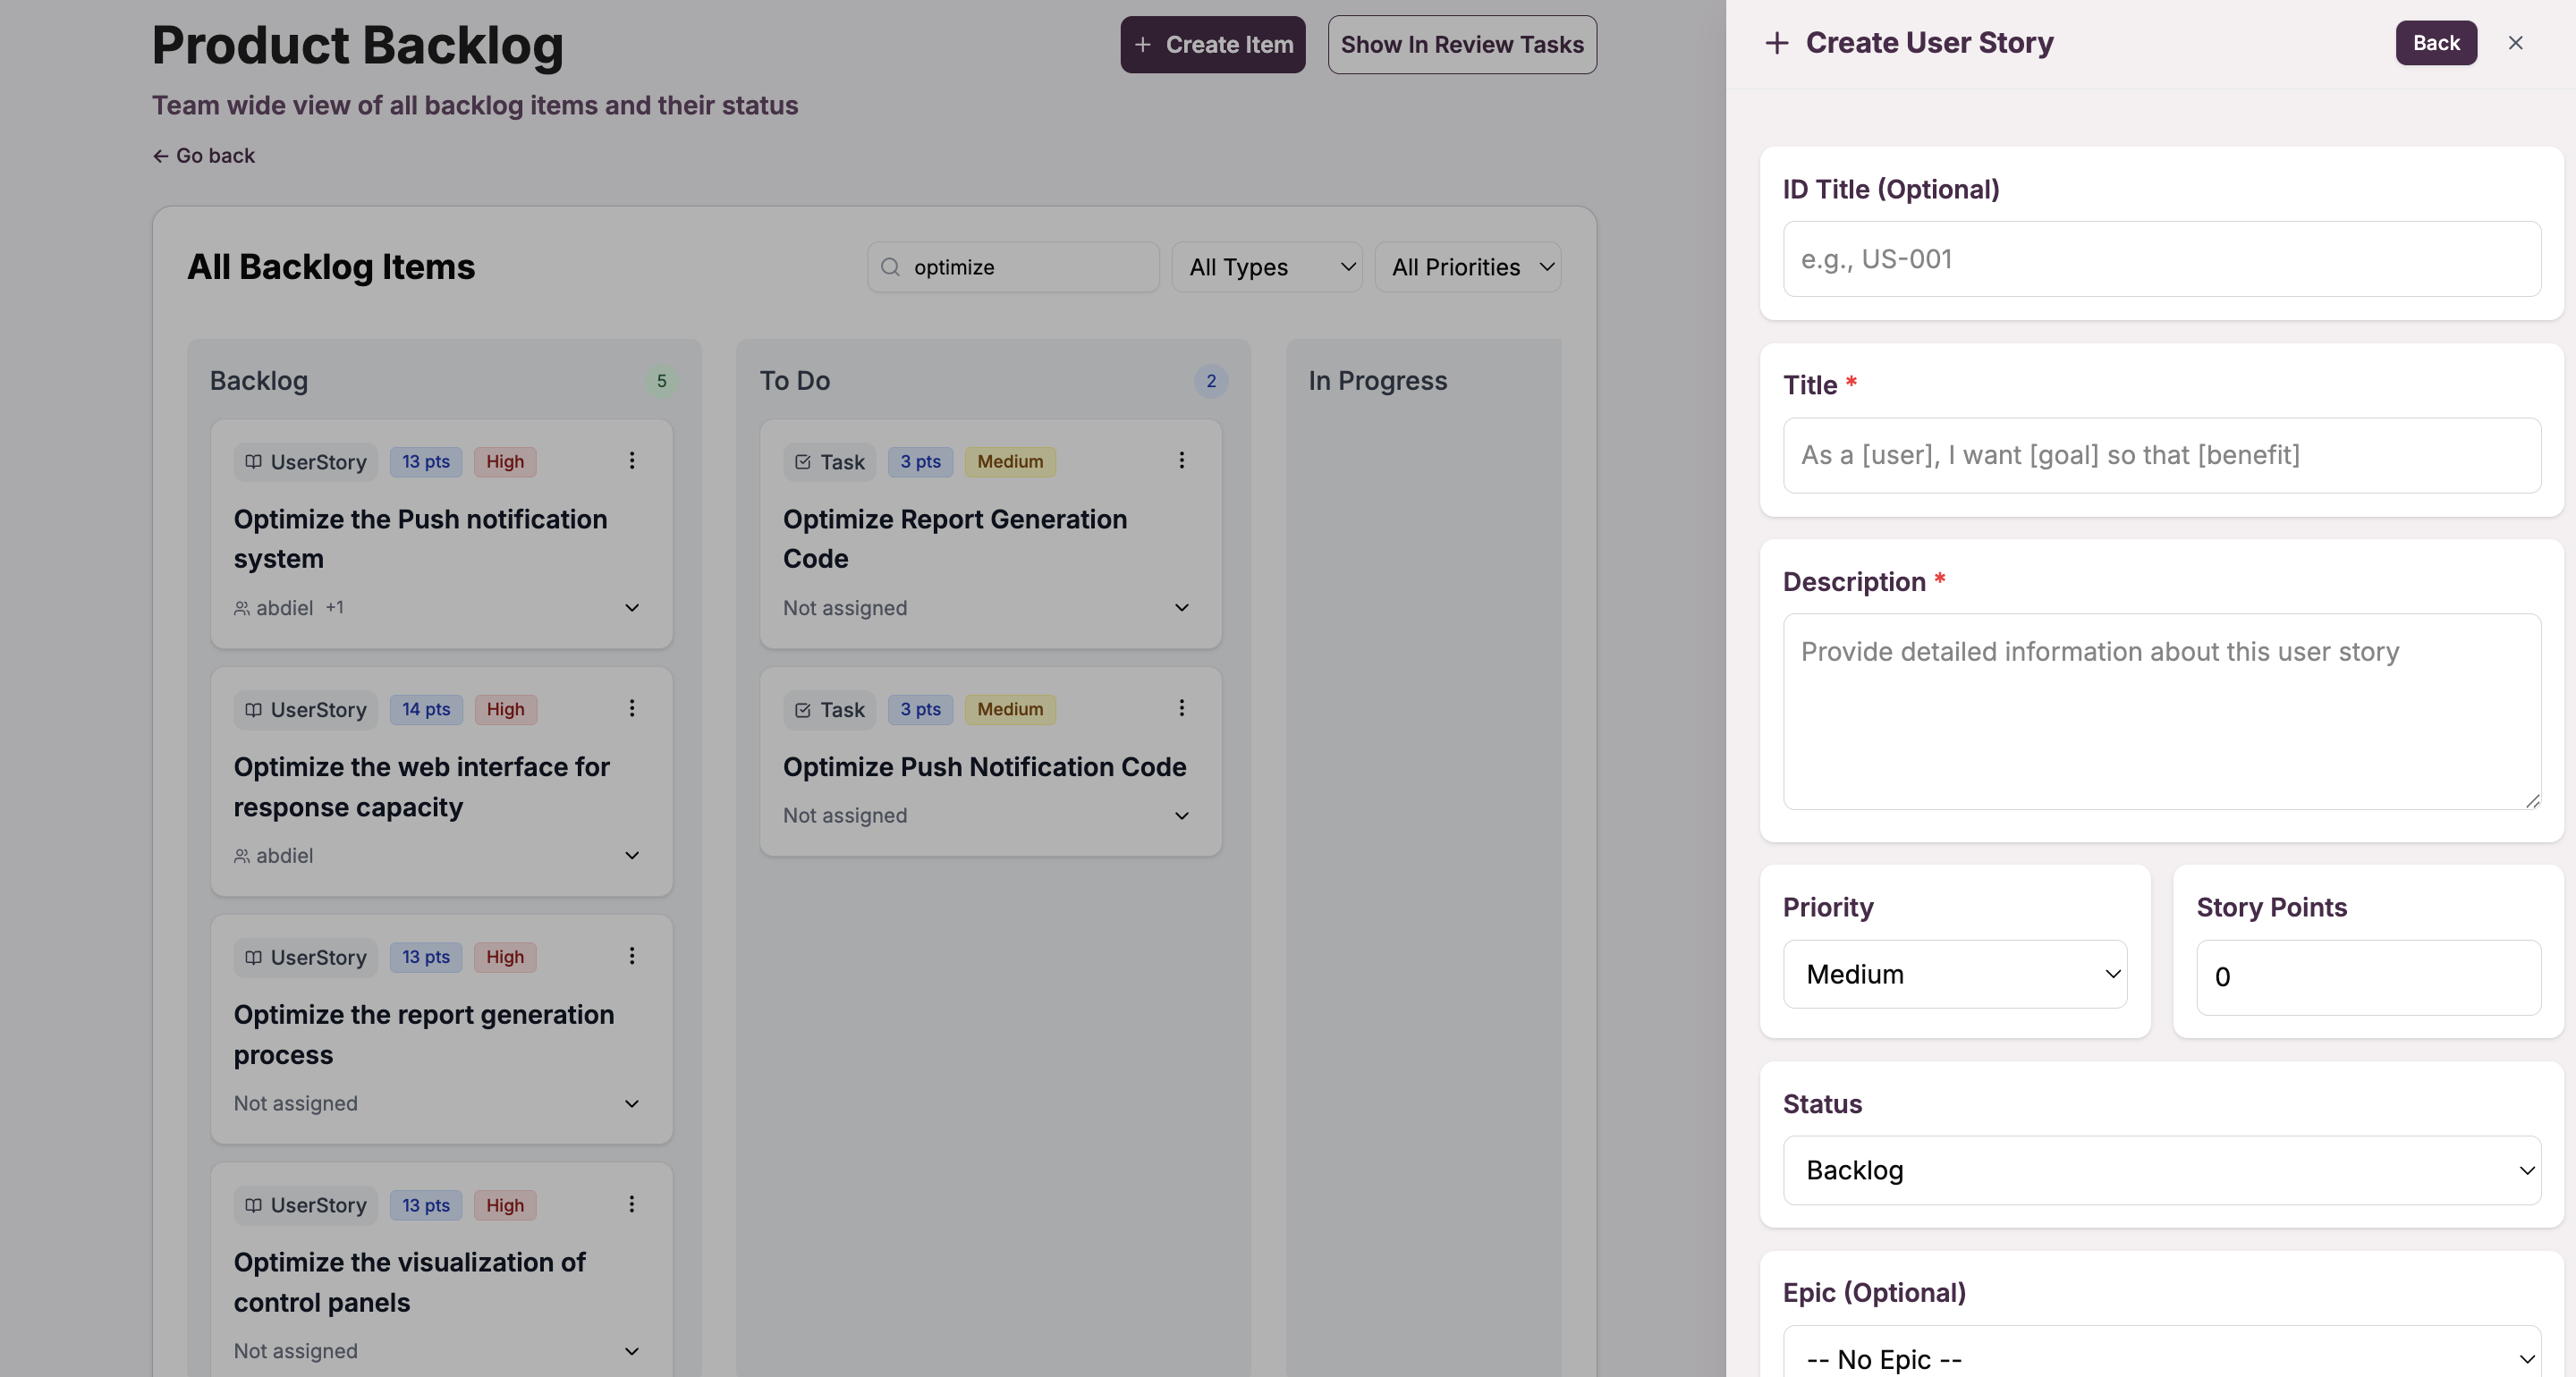 Product Backlog
Create Item
Show In Review Tasks
Team wide view of all backlog items and their status
← Go back
All Backlog Items
optimize
All Types
All Priorities
Backlog
5
UserStory
13 pts
High
Optimize the Push notification
system
abdiel +1
UserStory
14 pts
High
Optimize the web interface for
response capacity
abdiel
UserStory
13 pts
High
Optimize the report generation
process
Not assigned
UserStory
13 pts
High
Optimize the visualization of
control panels
Not assigned
To Do
2
Task
3 pts
Medium
Optimize Report Generation
Code
Not assigned
Task
3 pts
Medium
Optimize Push Notification Code
Not assigned
In Progress
Create User Story
Back
ID Title (Optional)
e.g., US-001
Title *
As a [user], I want [goal] so that [benefit]
Description *
Provide detailed information about this user story
Priority
Medium
Story Points
0
Status
Backlog
Epic (Optional)
-- No Epic --